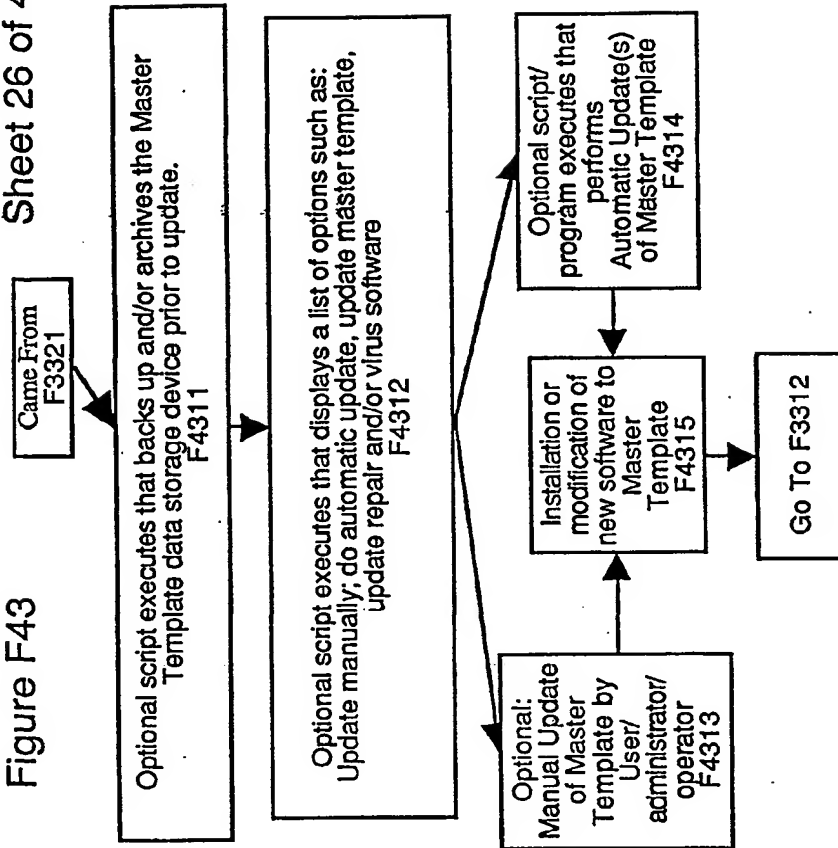 Figure F43
Sheet 26 of 4
Came From
F3321
Optional script executes that backs up and/or archives the Master
Template data storage device prior to update.
F4311
Optional script executes that displays a list of options such as:
Update manually; do automatic update, update master template,
update repair and/or virus software
F4312
Optional:
Manual Update
of Master
Template by
User/
administrator/
operator
F4313
Installation or
modification of
new software to
Master
Template
F4315
Optional script/
program executes that
performs
Automatic Update(s)
of Master Template
F4314
Go To F3312